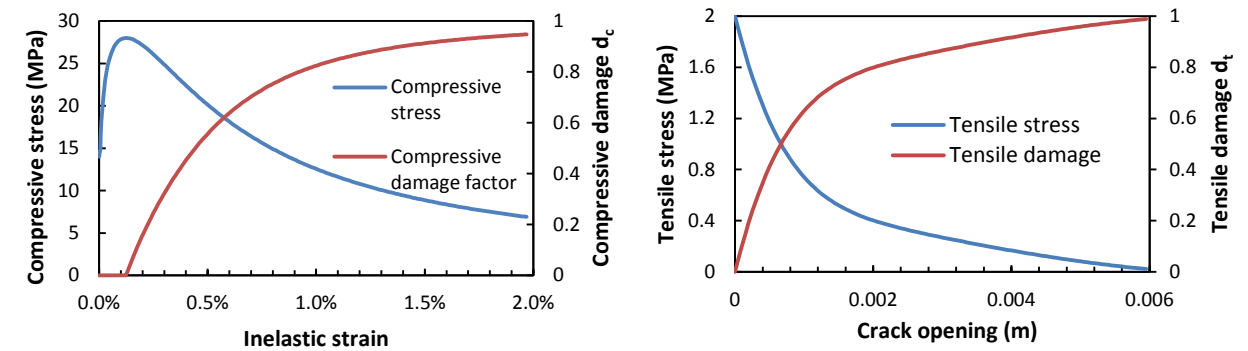 Compressive stress (MPa)
30
25
20
15
10
5
0
0.0%
0.5%
1.0%
1.5%
2.0%
Inelastic strain
1
0.8
0.6
0.4
0.2
0
Compressive damage dc
Compressive
stress
Compressive
damage factor
Tensile stress (MPa)
2
1.6
1.2
0.8
0.4
0
0
0.002
0.004
0.006
Crack opening (m)
1
0.8
0.6
0.4
0.2
0
Tensile damage dt
Tensile stress
Tensile damage